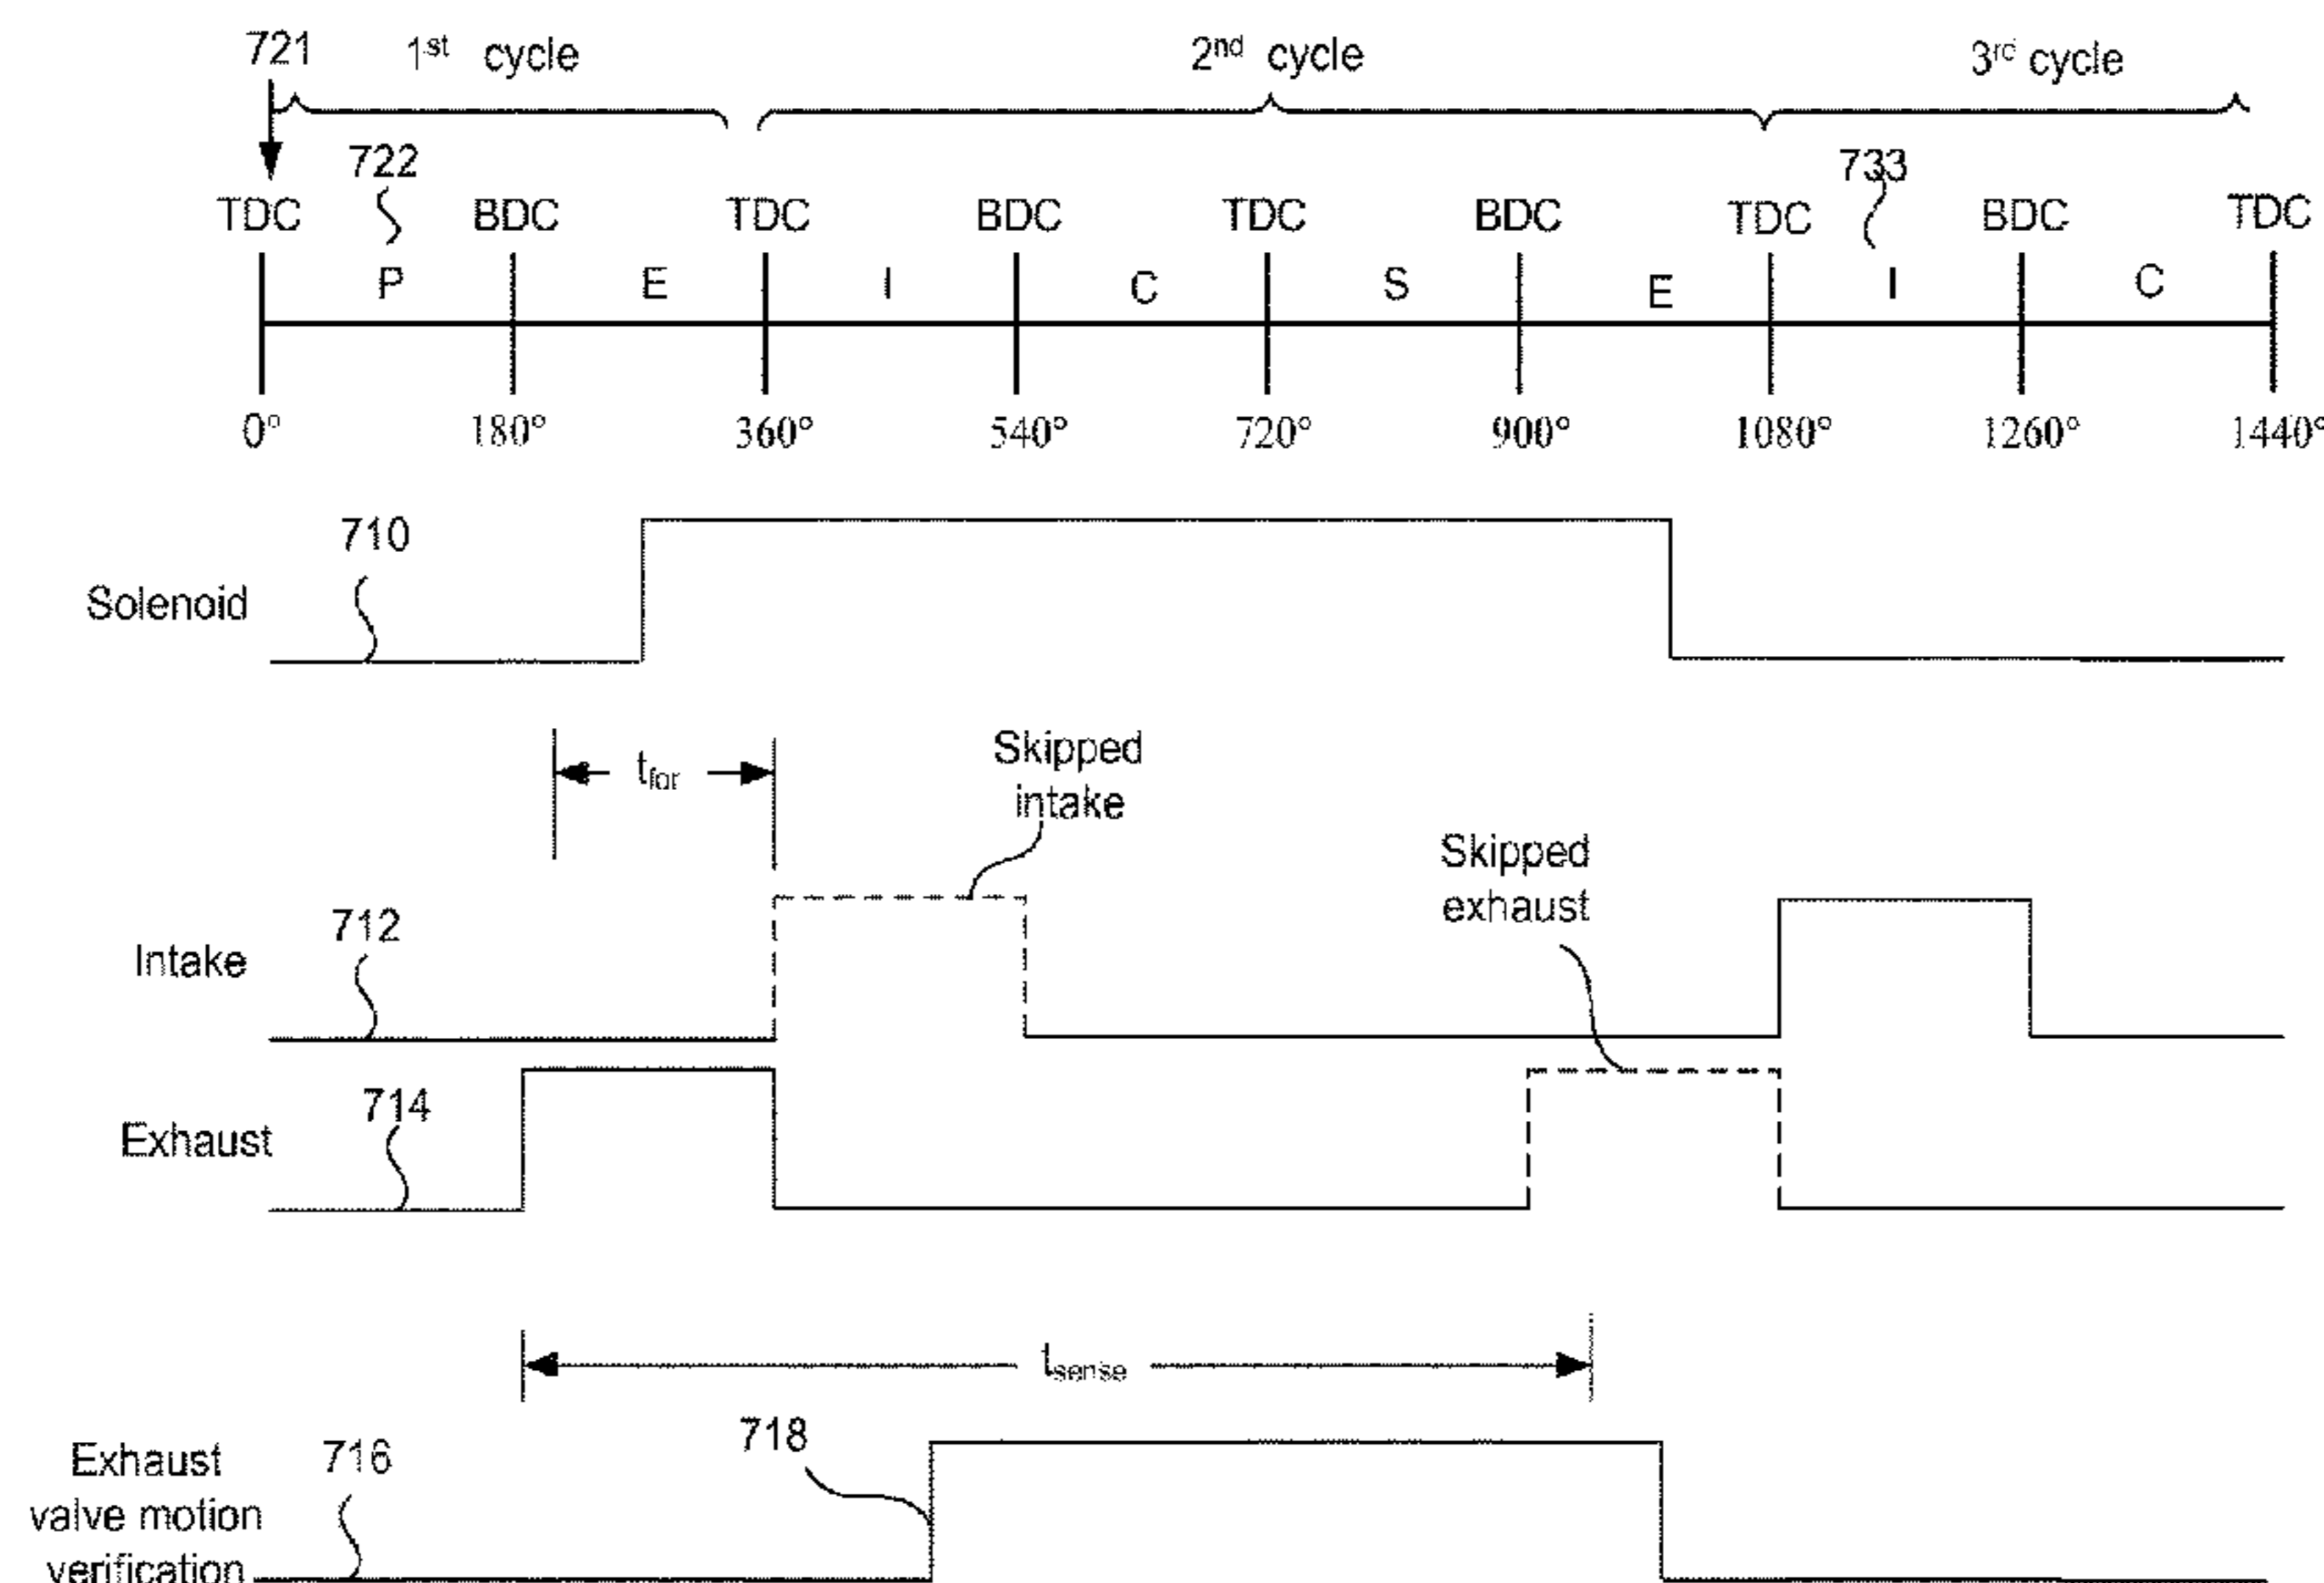 721
1st cycle
2nd cycle
3rd cycle
722
733
TDC BDC TDC BDC TDC BDC TDC BDC TDC
P E I C S E I C
0° 180° 360° 540° 720° 900° 1080° 1260° 1440°
710
Solenoid
tfor
Skipped
intake
Skipped
exhaust
712
Intake
714
Exhaust
tsense
718
716
Exhaust
valve motion
verification